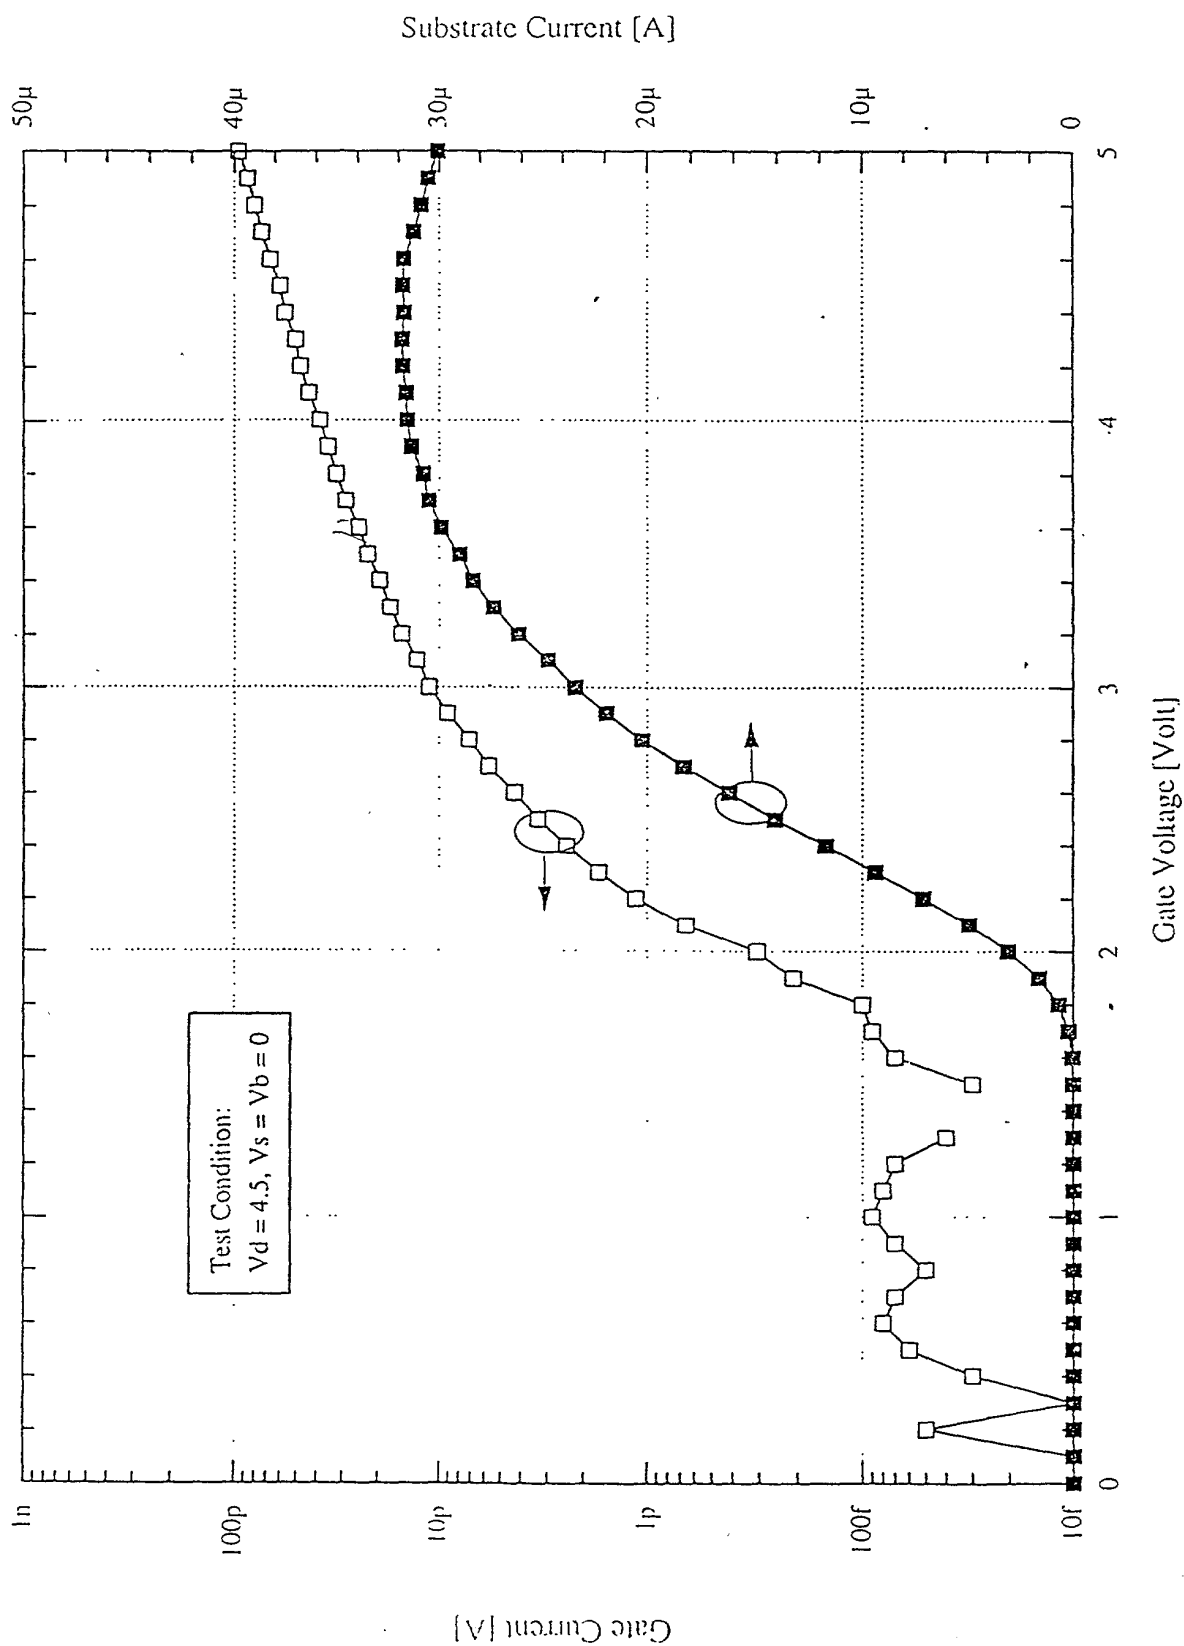 Gate Current [A]
1n
100p
10p
1p
100f
10f
Test Condition:
Vd = 4.5, Vs = Vb = 0
50μ
40μ
30μ
20μ
10μ
0
Substrate Current [A]
0
1
2
3
4
5
Gate Voltage [Volt]